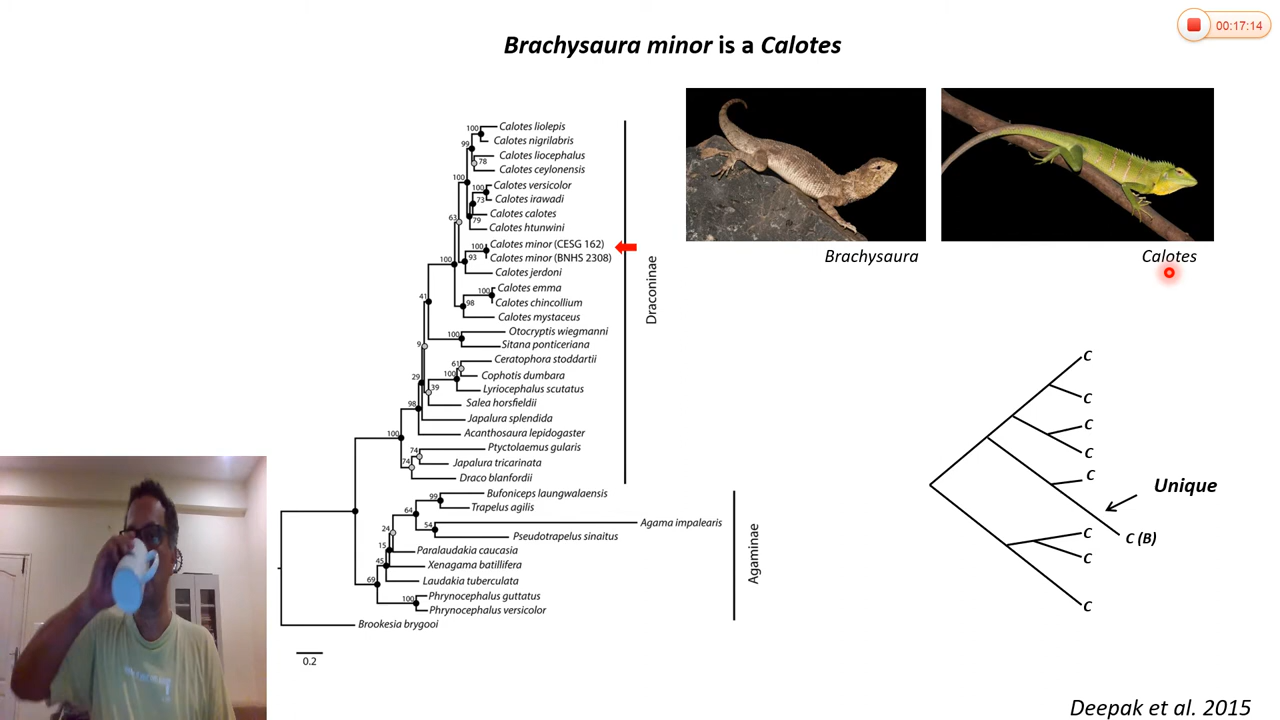 00:17:14
Brachysaura minor is a Calotes
Brachysaura
Calotes
100
Calotes liolepis
Calotes nigrilabris
99
Calotes liocephalus
78
Calotes ceylonensis
100
Calotes versicolor
100
Calotes irawadi
73
Calotes calotes
79
Calotes htunwini
63
Calotes minor (CESG 162)
100
Calotes minor (BNHS 2308)
93
Calotes jerdoni
100
Calotes emma
100
Calotes chincollium
98
Calotes mystaceus
41
Otocryptis wiegmanni
100
Sitana ponticeriana
9
Ceratophora stoddartii
61
Cophotis dumbara
100
Lyriocephalus scutatus
29
39
Salea horsfieldii
98
Japalura splendida
Acanthosaura lepidogaster
100
Ptyctolaemus gularis
74
Japalura tricarinata
74
Draco blanfordii
Draconinae
Bufoniceps laungwalaensis
99
Trapelus agilis
64
Agama impalearis
54
Pseudotrapelus sinaitus
24
Paralaudakia caucasia
15
Xenagama batillifera
45
Laudakia tuberculata
69
Phrynocephalus guttatus
100
Phrynocephalus versicolor
Agaminae
Brookesia brygooi
0.2
C
C
C
C
C
Unique
C
C (B)
C
C
Deepak et al. 2015